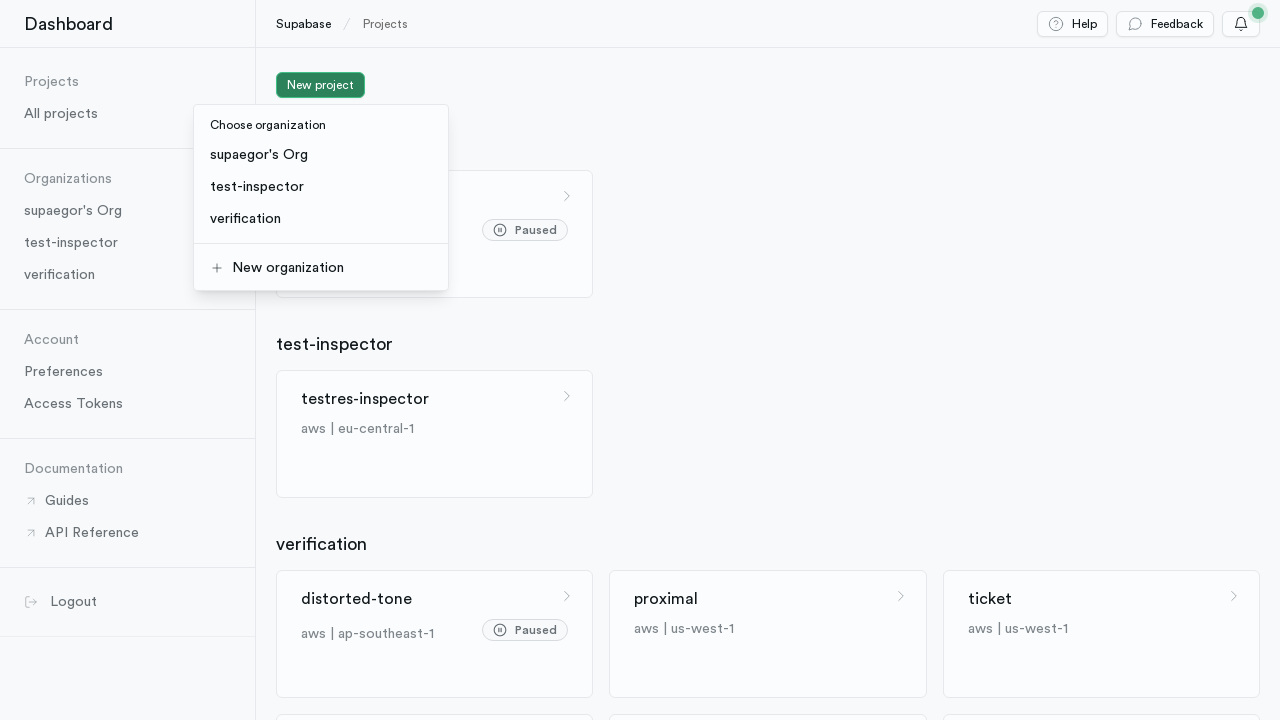 Dashboard
Supabase / Projects
Help
Feedback
Projects
All projects
Organizations
supaegor's Org
test-inspector
verification
Account
Preferences
Access Tokens
Documentation
Guides
API Reference
Logout
New project
Choose organization
supaegor's Org
test-inspector
verification
New organization
Paused
test-inspector
testres-inspector
aws | eu-central-1
verification
distorted-tone
aws | ap-southeast-1
Paused
proximal
aws | us-west-1
ticket
aws | us-west-1